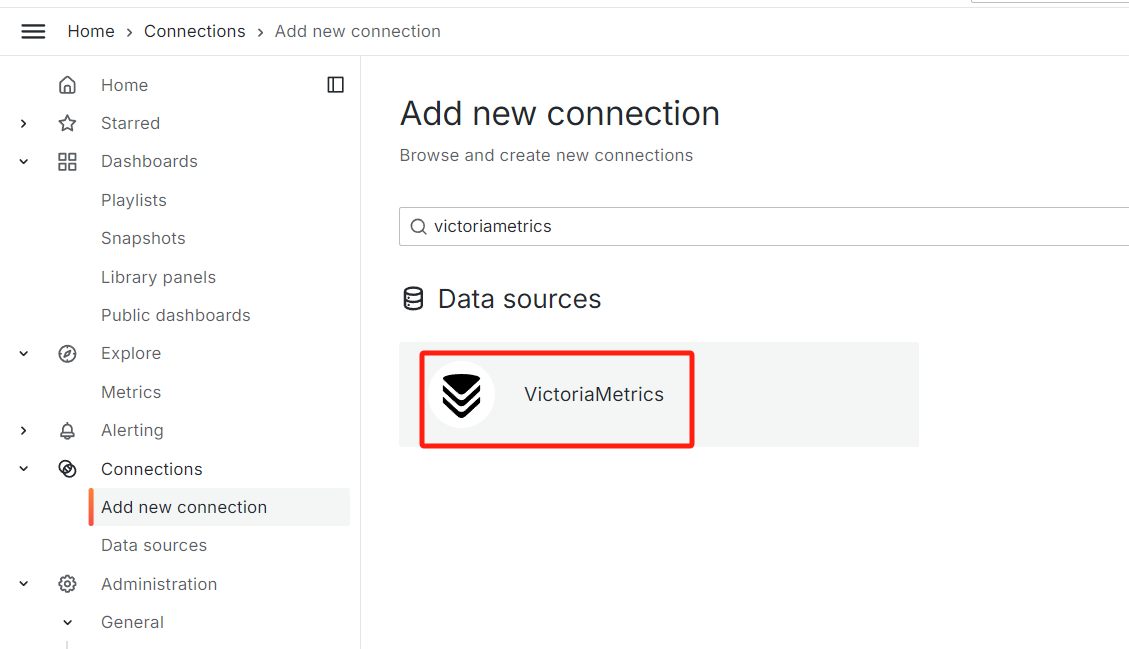 Home › Connections › Add new connection
Home
Starred
Dashboards
Playlists
Snapshots
Library panels
Public dashboards
Explore
Metrics
Alerting
Connections
Add new connection
Data sources
Administration
General
Add new connection
Browse and create new connections
victoriametrics
Data sources
VictoriaMetrics